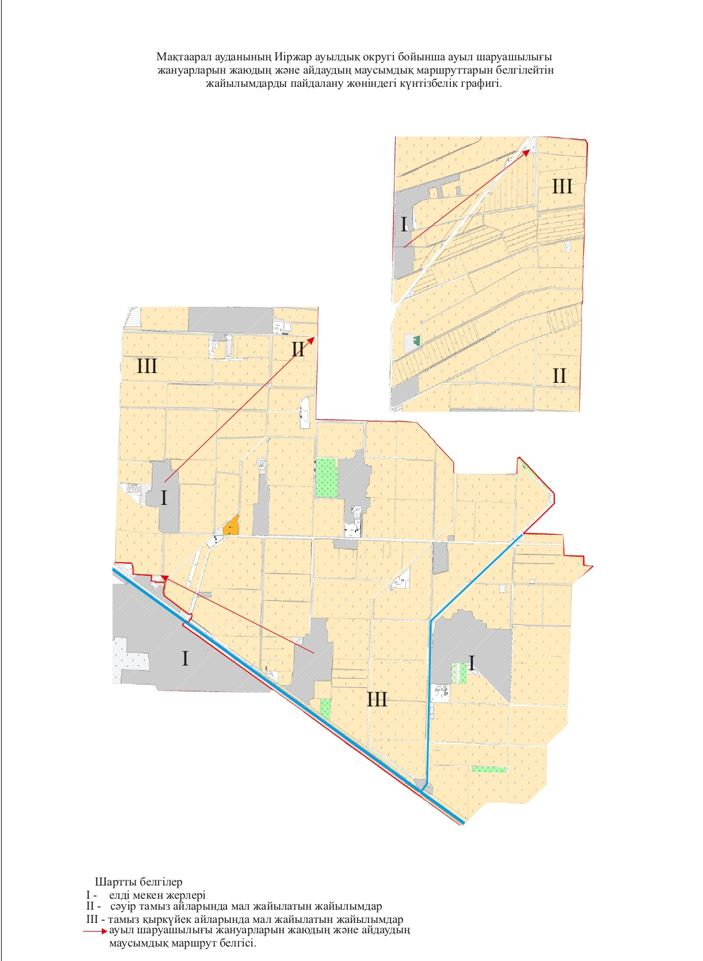 Мақтаарал ауданының Иіржар ауылдық округі бойынша ауыл шаруашылығы
жануарларын жаюдың және айдаудың маусымдық маршруттарын белгілейтін
жайылымдарды пайдалану жөніндегі күнтізбелік графигі.
III
I
II
II
III
I
I
I
III
Шартты белгілер
I - елді мекен жерлері
II - сәуір тамыз айларында мал жайылатын жайылымдар
III - тамыз қыркүйек айларында мал жайылатын жайылымдар
ауыл шаруашылығы жануарларын жаюдың және айдаудың
маусымдық маршрут белгісі.